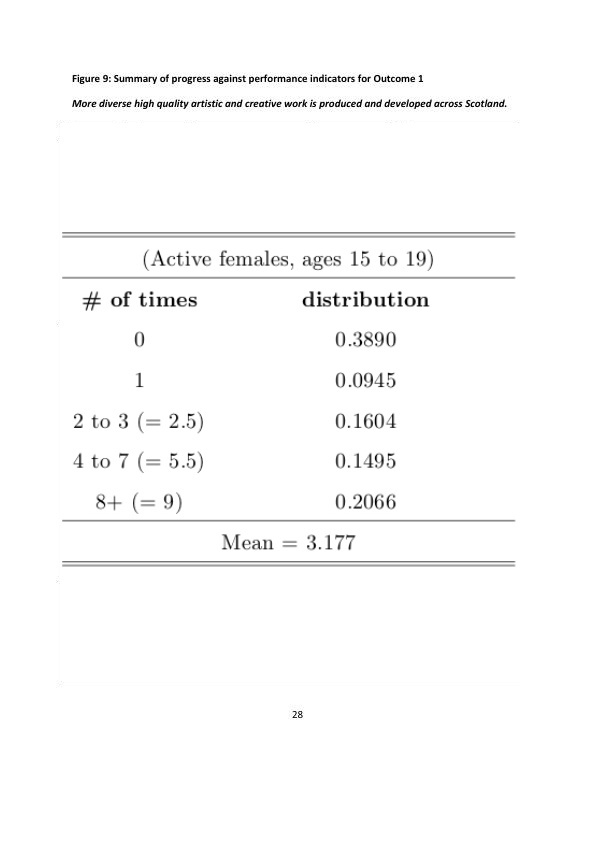 Figure 9: Summary of progress against performance indicators for Outcome 1
More diverse high quality artistic and creative work is produced and developed across Scotland.
(Active females, ages 15 to 19)
# of times distribution
0 0.3890
1 0.0945
2 to 3 (= 2.5) 0.1604
4 to 7 (= 5.5) 0.1495
8+ (= 9) 0.2066
Mean = 3.177
28